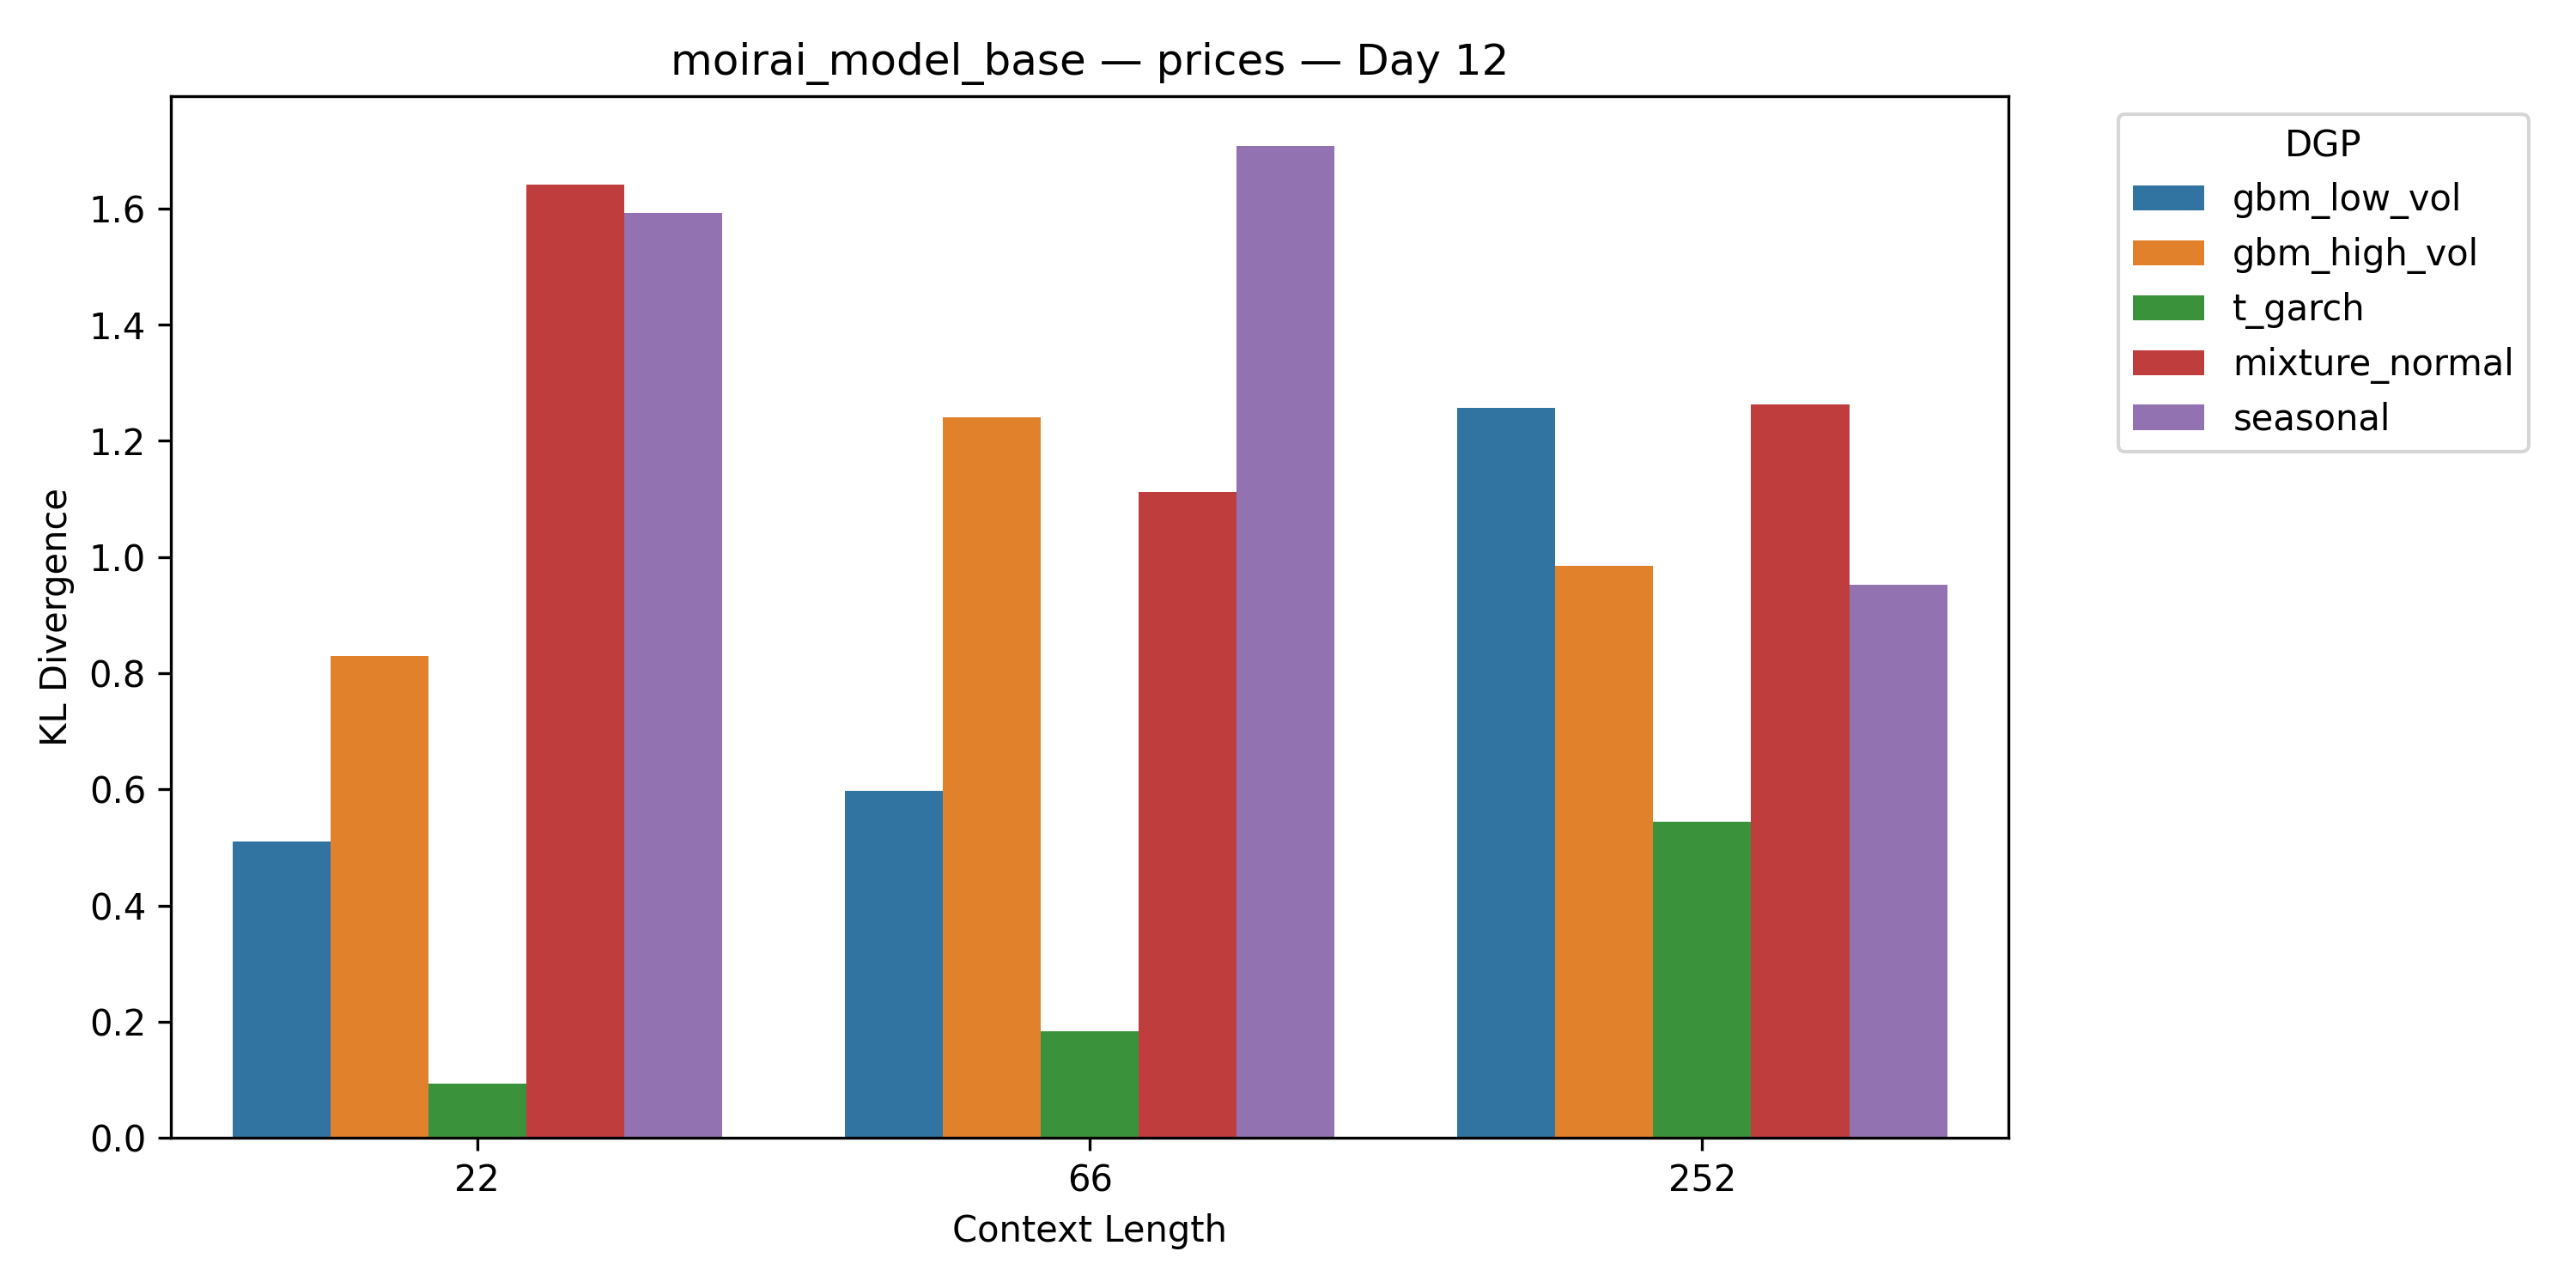 moirai_model_base — prices — Day 12
KL Divergence
1.6
1.4
1.2
1.0
0.8
0.6
0.4
0.2
0.0
22
66
252
Context Length
DGP
gbm_low_vol
gbm_high_vol
t_garch
mixture_normal
seasonal